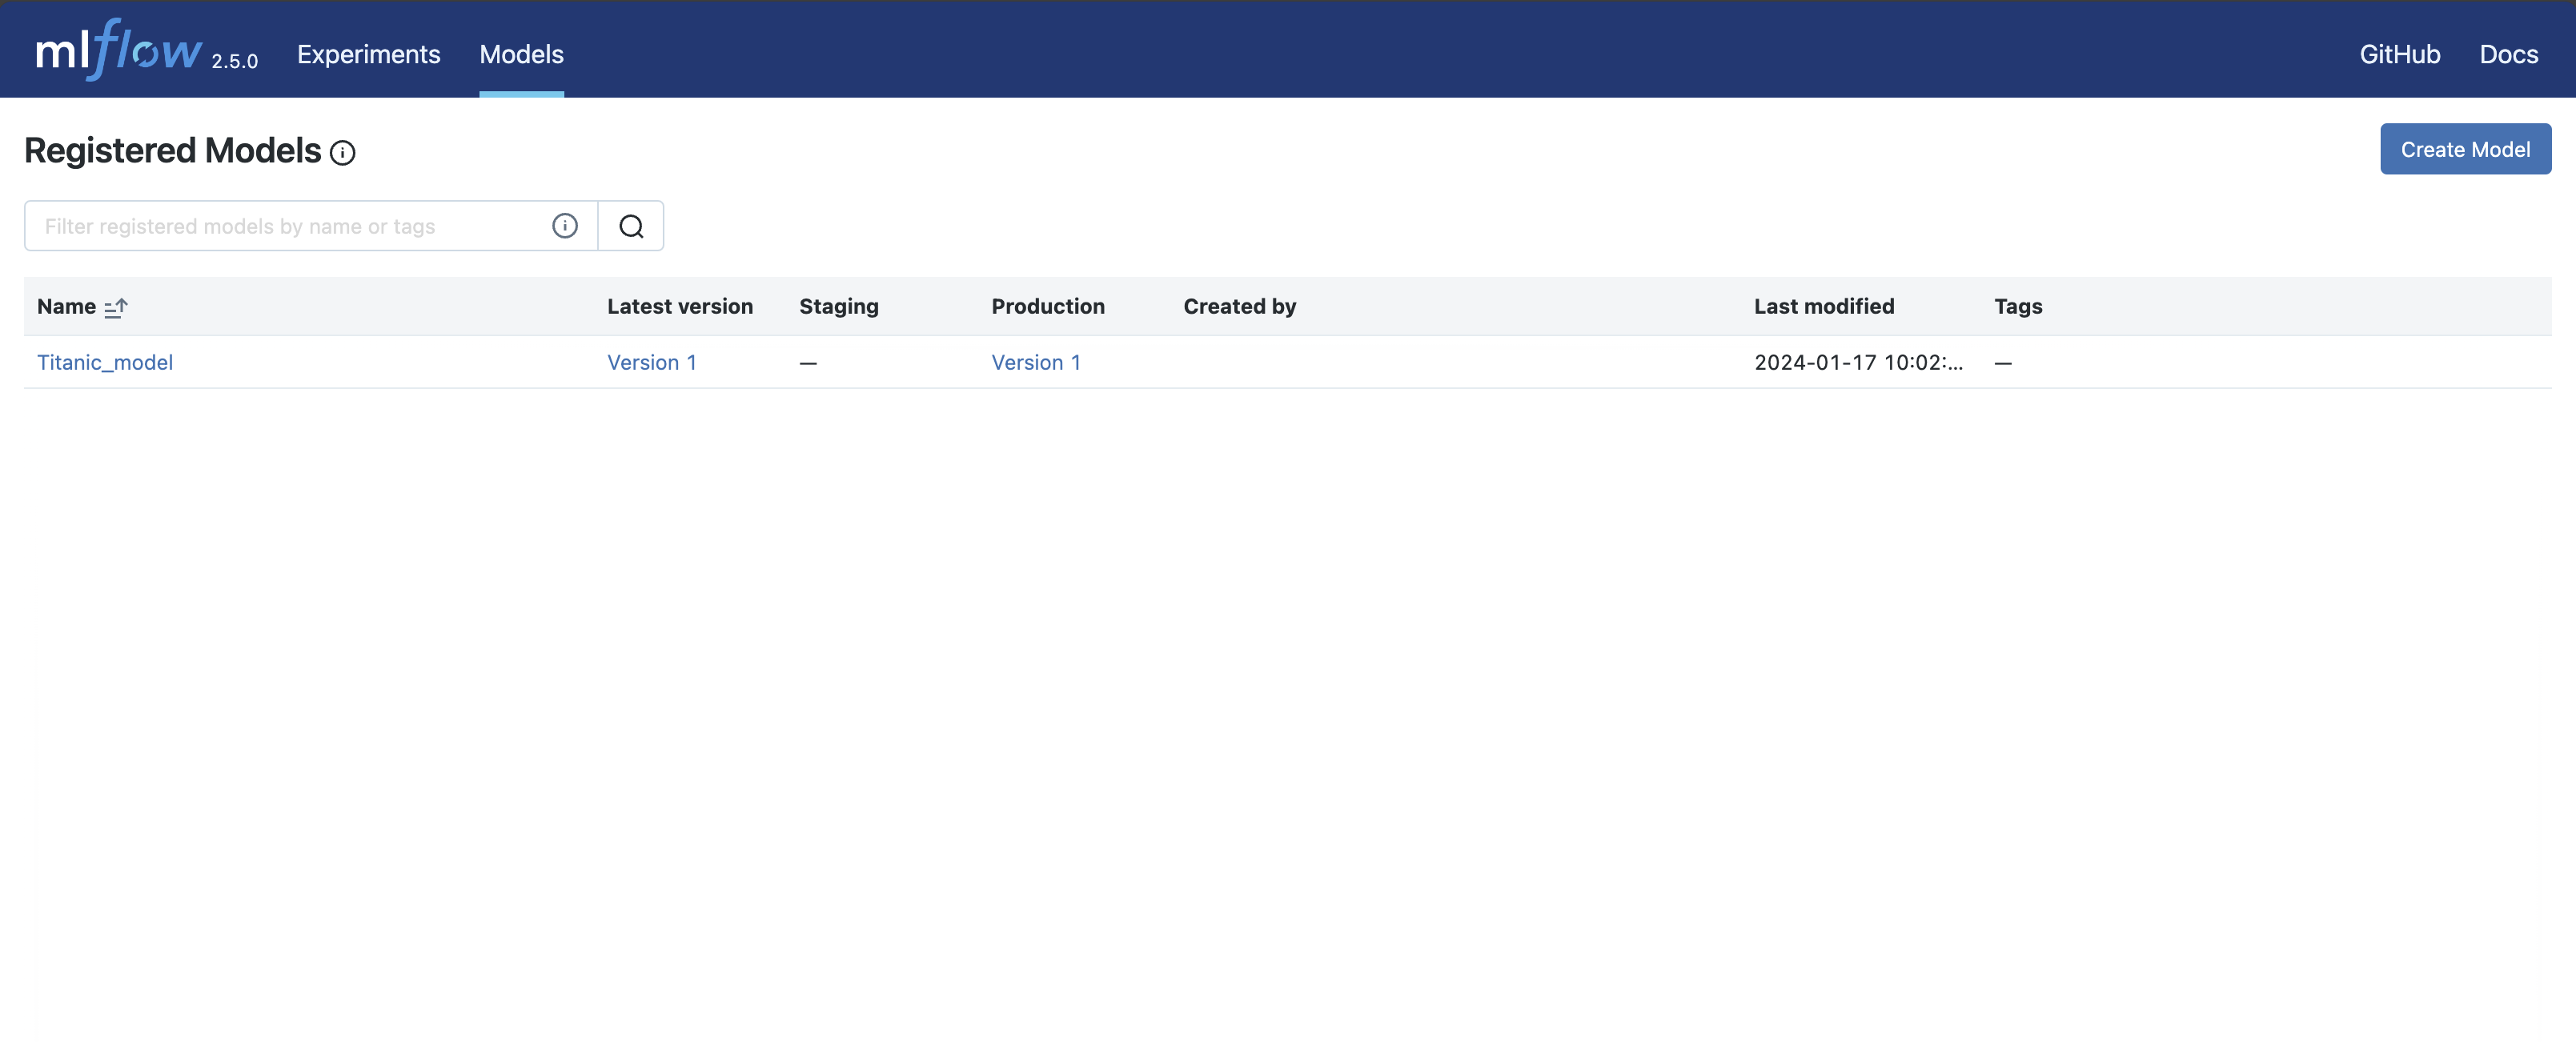 mlflow 2.5.0 Experiments Models GitHub Docs
Registered Models
Create Model
Filter registered models by name or tags
Name Latest version Staging Production Created by Last modified Tags
Titanic_model Version 1 — Version 1 2024-01-17 10:02:... —